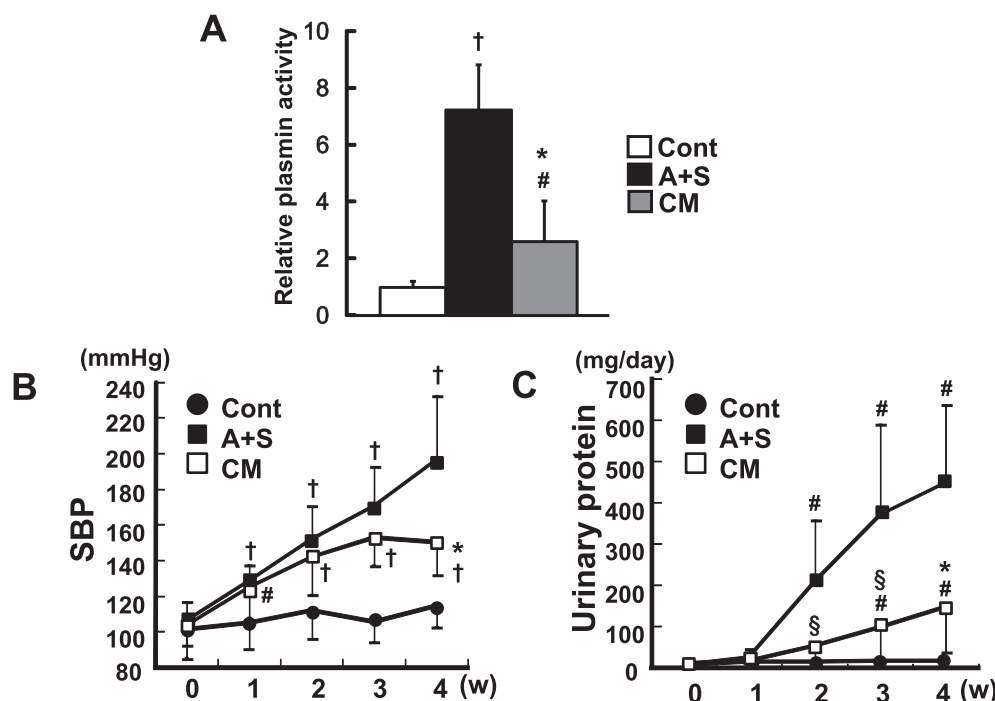 A
Relative plasmin activity
10
8
6
4
2
0
†
*
#
Cont
A+S
CM
B
(mmHg)
SBP
240
220
200
180
160
140
120
100
80
Cont
A+S
CM
† † † †
# † † *
†
0 1 2 3 4 (w)
C
(mg/day)
Urinary protein
700
600
500
400
300
200
100
Cont
A+S
CM
# # #
§ § *
# #
0 1 2 3 4 (w)